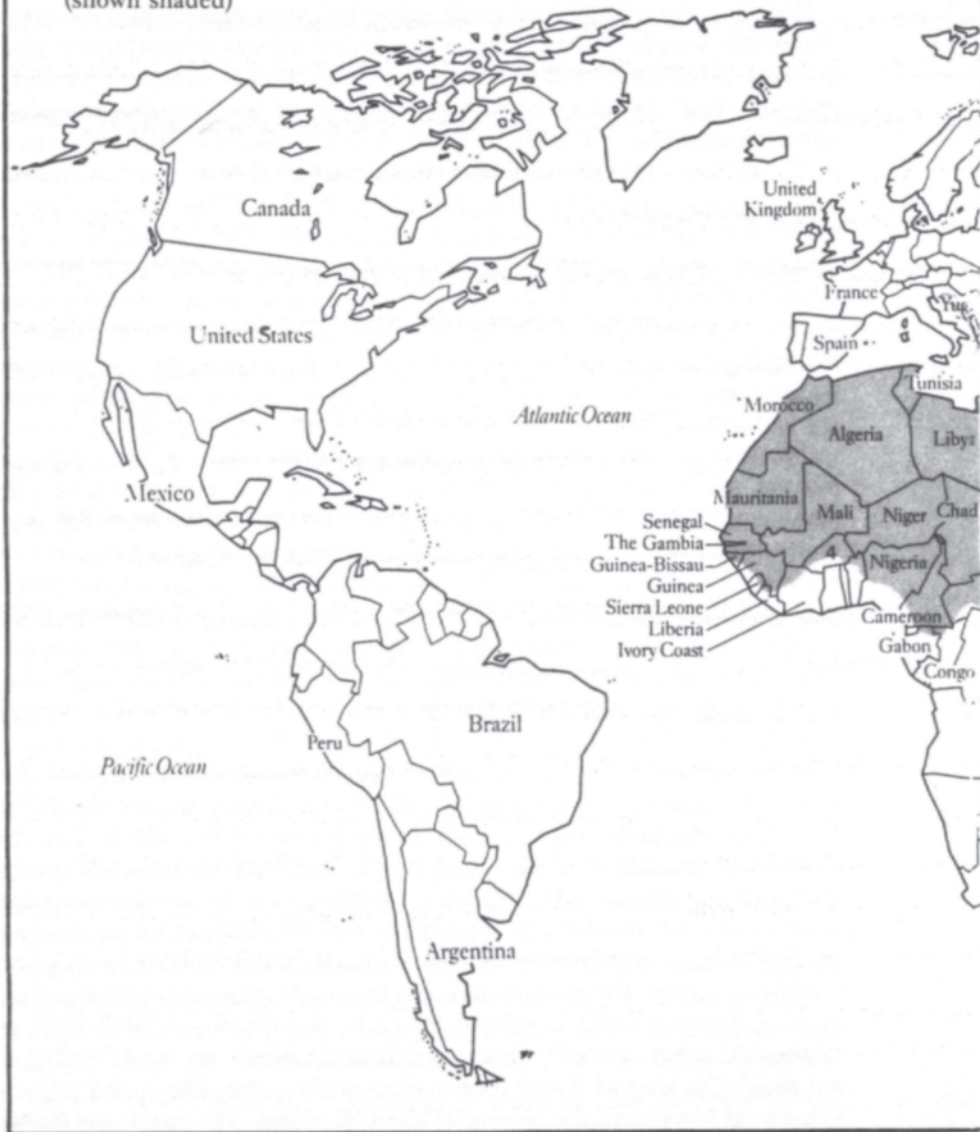 (shown shaded)
Canada
United
Kingdom
France
Yur
United States
Spain
Tunisia
Atlantic Ocean
Morocco
Algeria
Libya
Mexico
Mauritania
Mali
Niger
Chad
Senegal
The Gambia
4
Guinea-Bissau
Nigeria
Guinea
Sierra Leone
Cameroon
Liberia
Gabon
Ivory Coast
Congo
Brazil
Peru
Pacific Ocean
Argentina